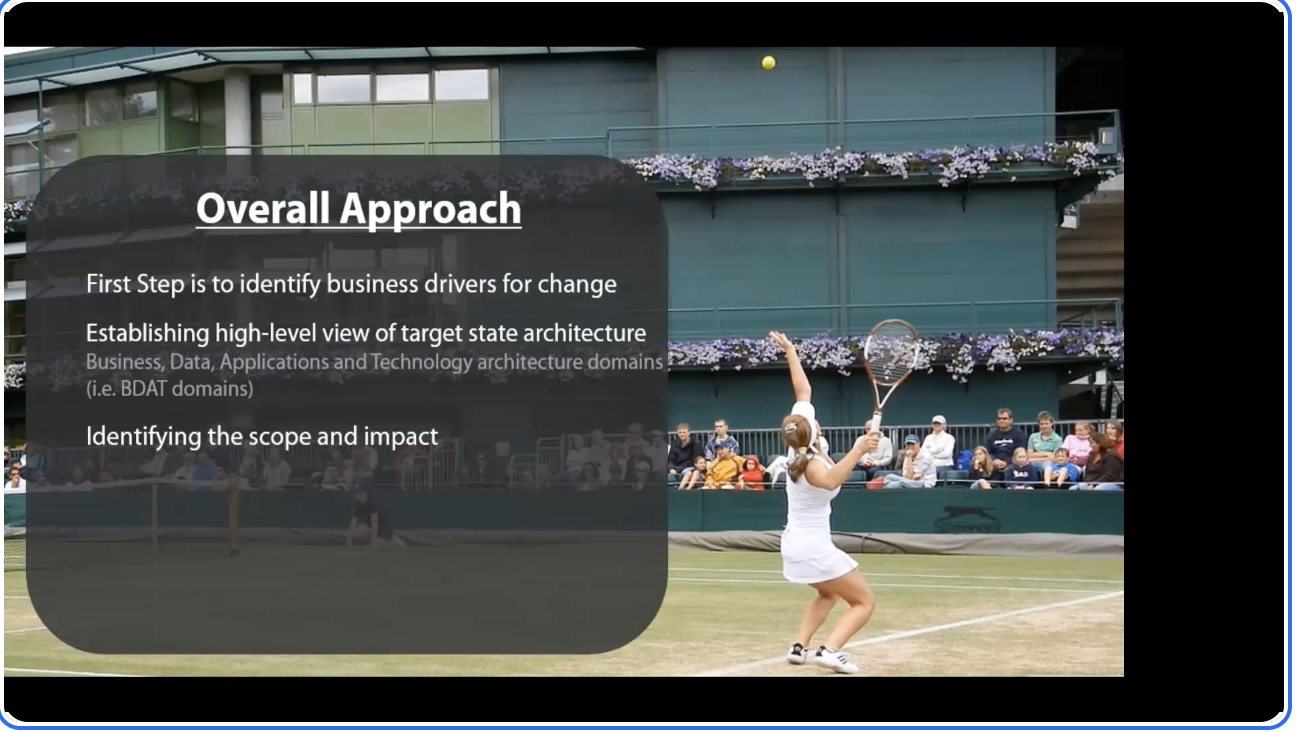 Overall Approach
First Step is to identify business drivers for change
Establishing high-level view of target state architecture
Business, Data, Applications and Technology architecture domains
(i.e. BDAT domains)
Identifying the scope and impact